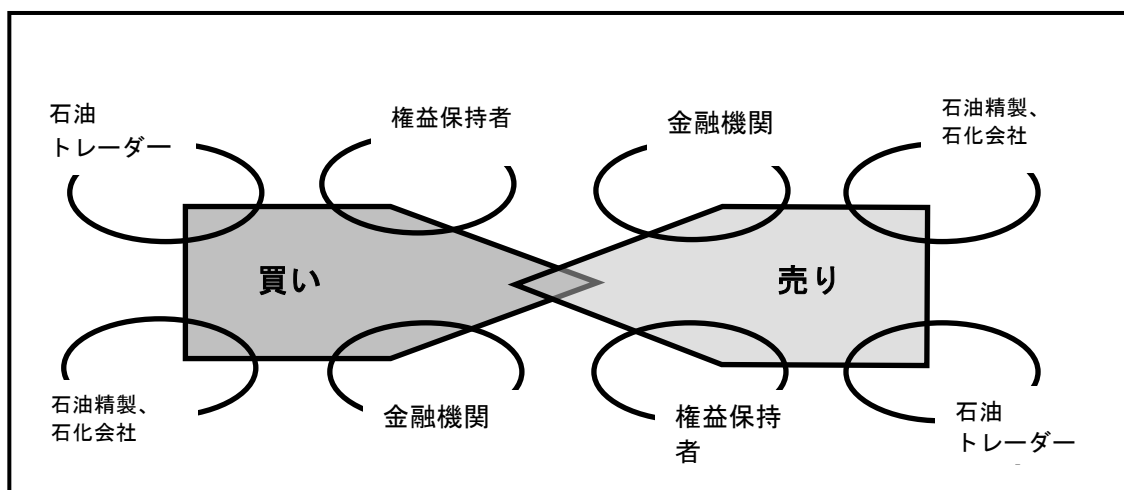 石油
トレーダー
権益保持者
金融機関
石油精製、
石化会社
買い
売り
石油精製、
石化会社
金融機関
権益保持
者
石油
トレーダー